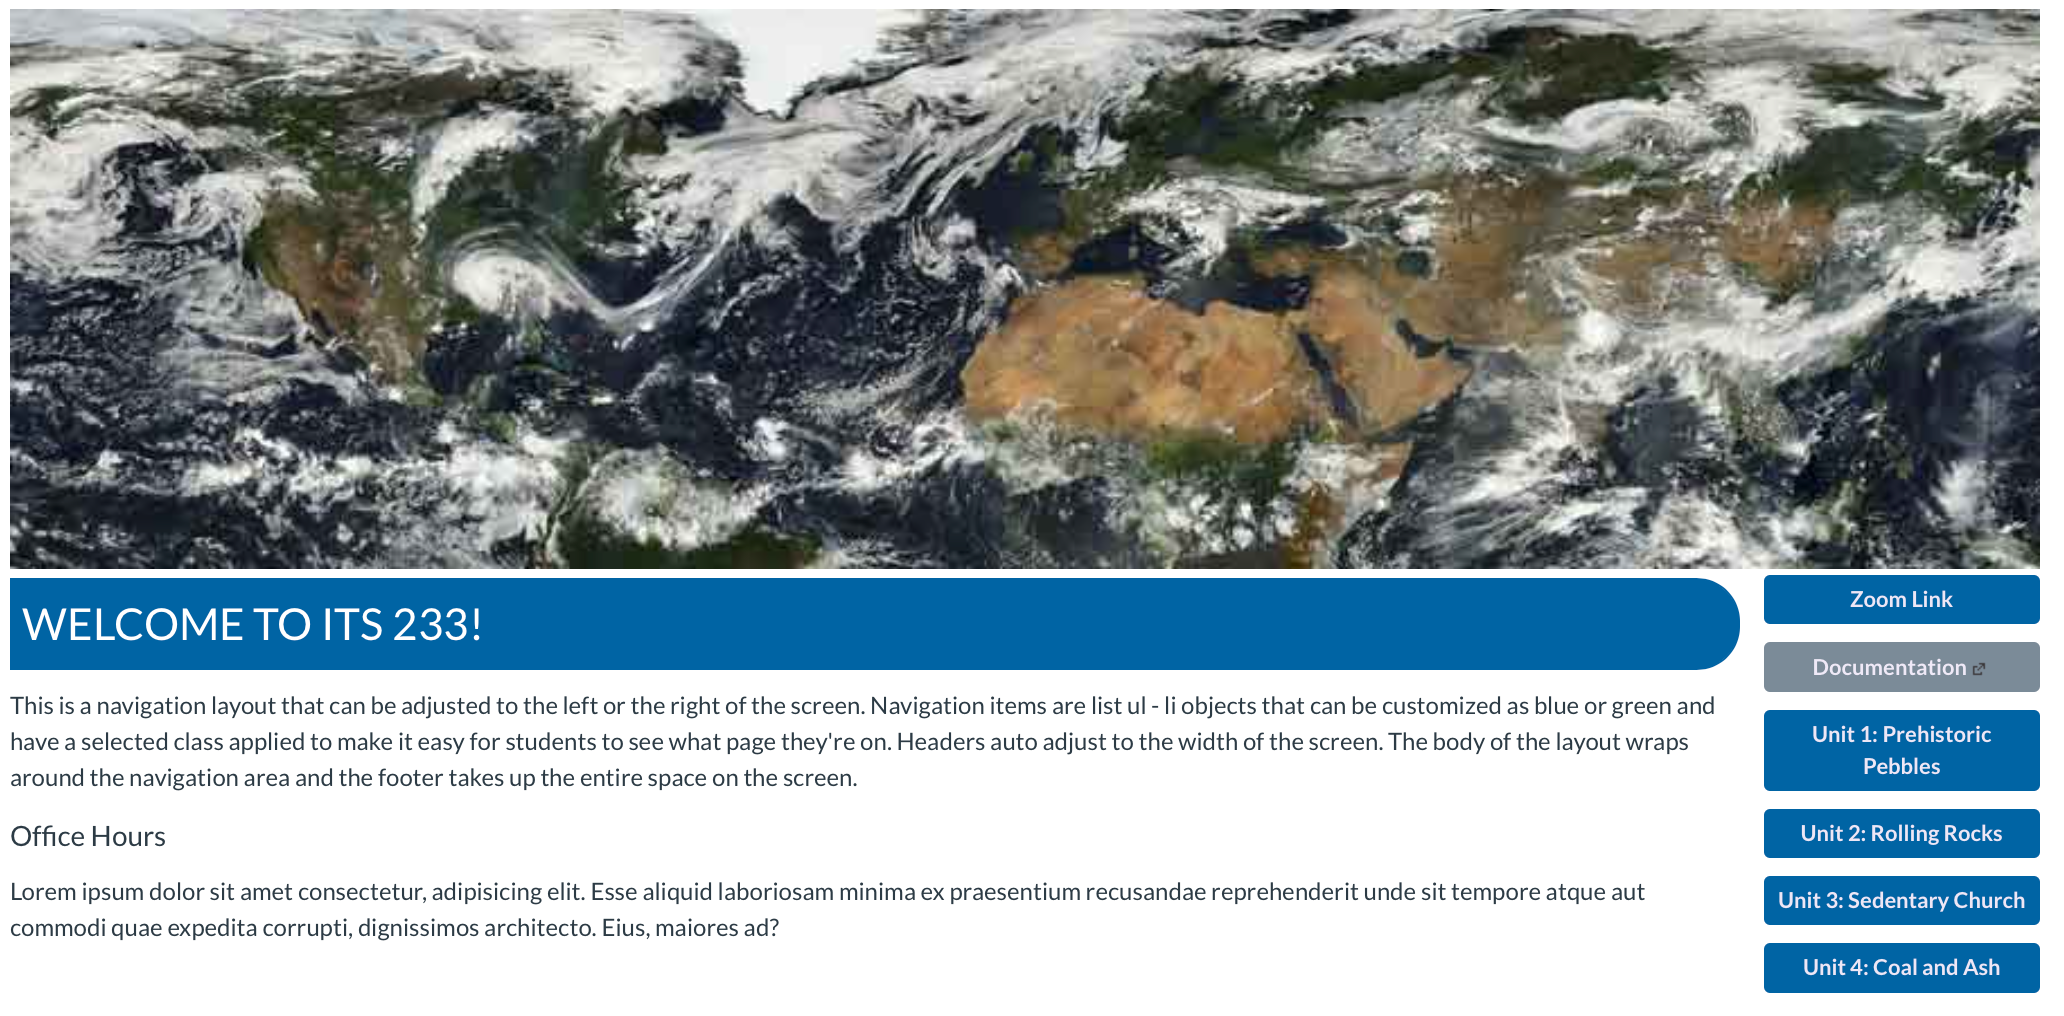 WELCOME TO ITS 233!
This is a navigation layout that can be adjusted to the left or the right of the screen. Navigation items are list ul - li objects that can be customized as blue or green and
have a selected class applied to make it easy for students to see what page they're on. Headers auto adjust to the width of the screen. The body of the layout wraps
around the navigation area and the footer takes up the entire space on the screen.
Office Hours
Lorem ipsum dolor sit amet consectetur, adipisicing elit. Esse aliquid laboriosam minima ex praesentium recusandae reprehenderit unde sit tempore atque aut
commodi quae expedita corrupti, dignissimos architecto. Eius, maiores ad?
Zoom Link
Documentation
Unit 1: Prehistoric
Pebbles
Unit 2: Rolling Rocks
Unit 3: Sedentary Church
Unit 4: Coal and Ash